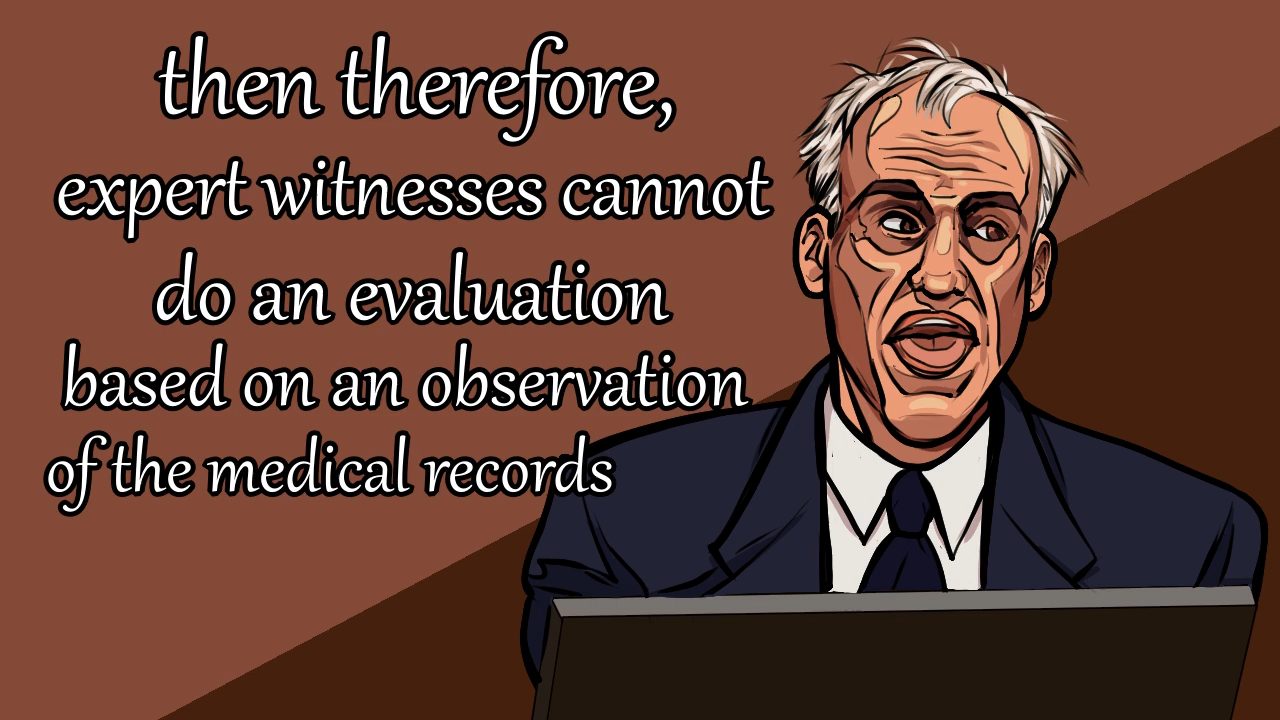 then therefore,
expert witnesses cannot
do an evaluation
based on an observation
of the medical records